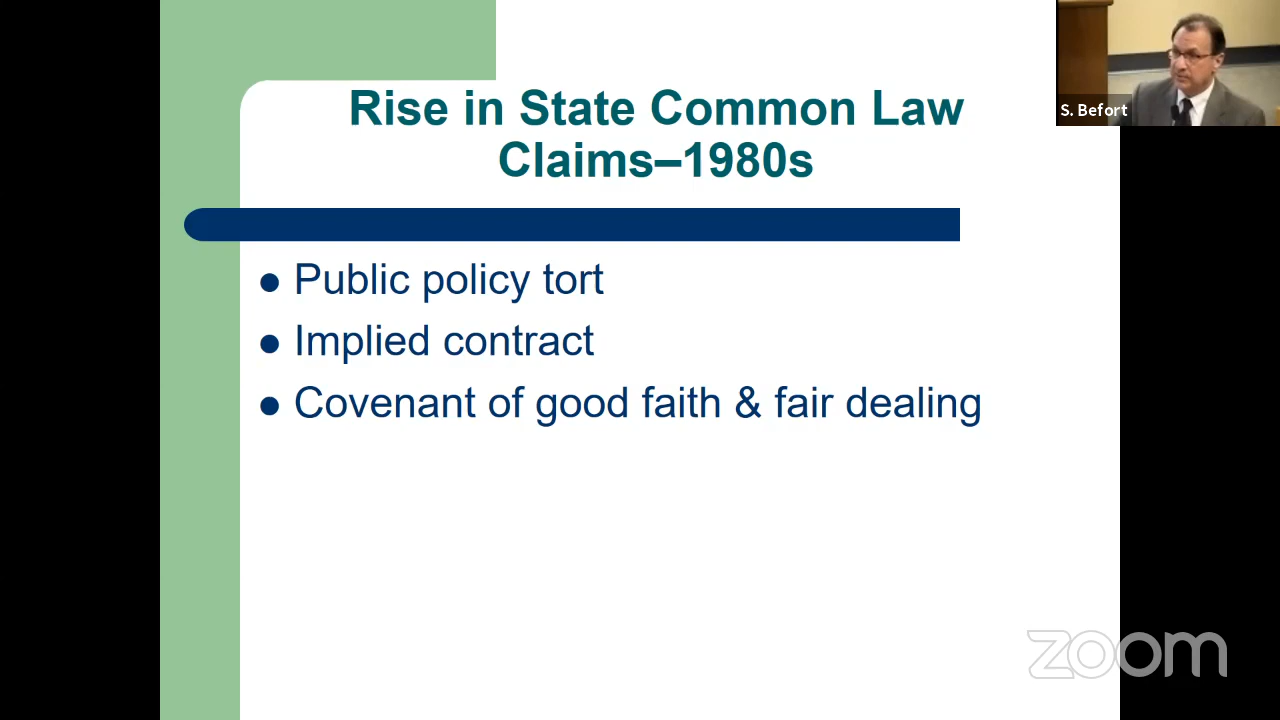 Rise in State Common Law
Claims–1980s
S. Befort
● Public policy tort
● Implied contract
● Covenant of good faith & fair dealing
zoom